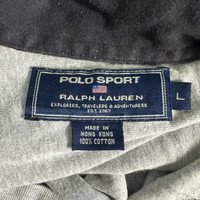 POLO SPORT
RALPH LAUREN
EXPLORERS, TRAVELERS & ADVENTURERS
EST. 1967
L
MADE IN
HONG KONG
100% COTTON